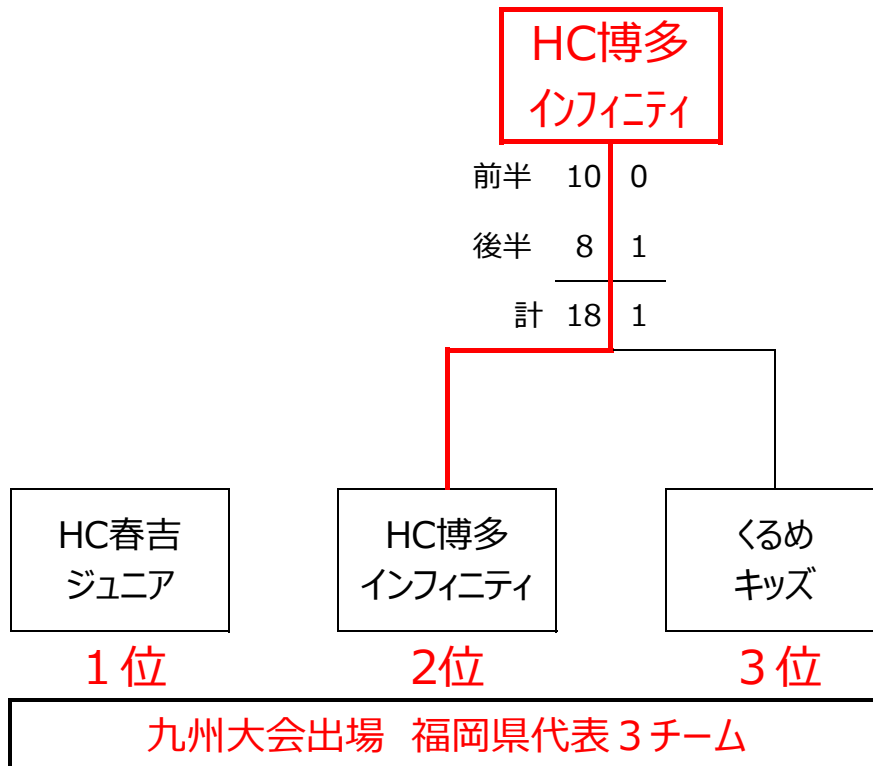 HC博多
インフィニティ
前半 10 0
後半 8 1
計 18 1
HC春吉
ジュニア
HC博多
インフィニティ
くるめ
キッズ
１位
2位
３位
九州大会出場 福岡県代表３チーム